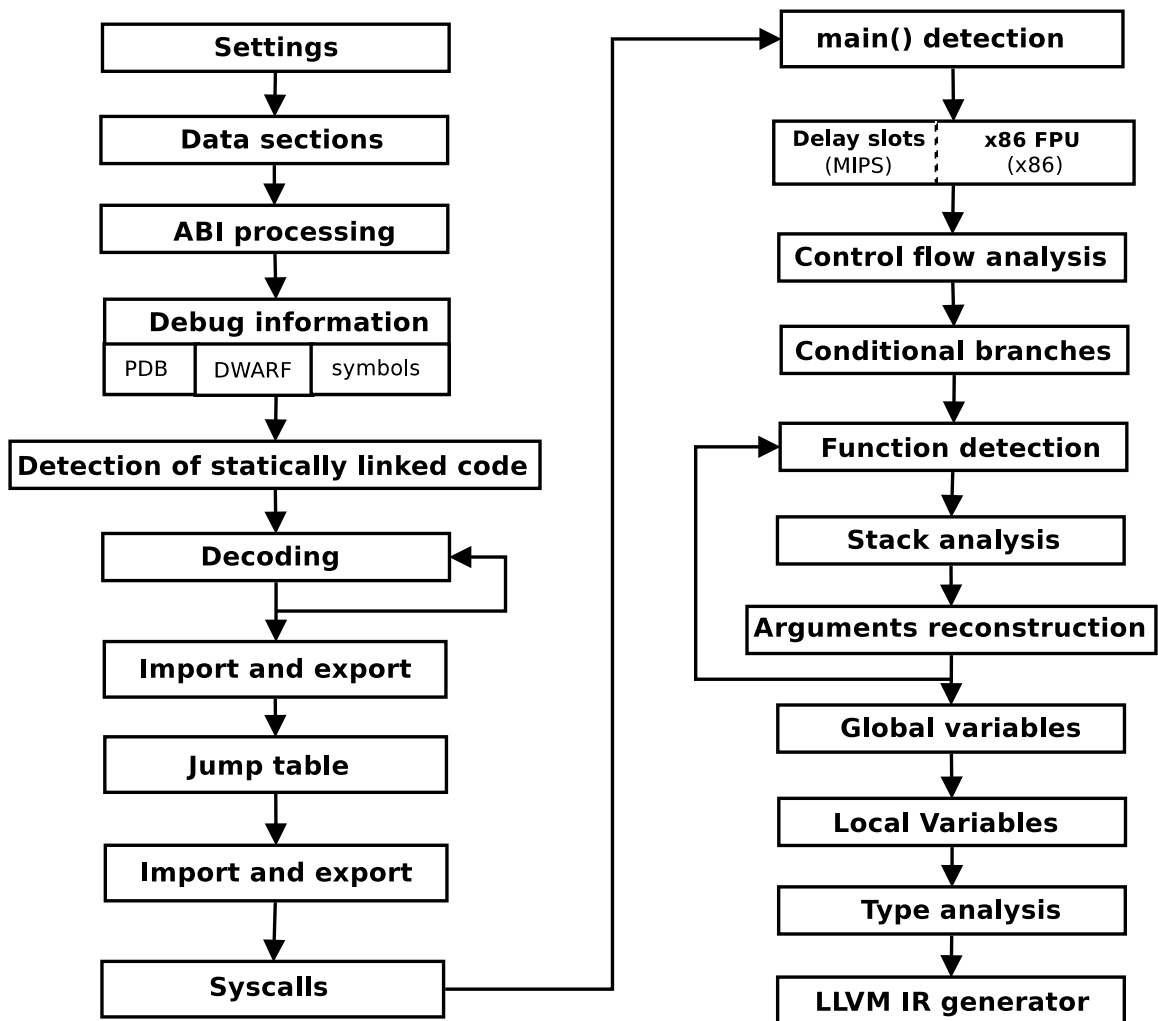 Settings
Data sections
ABI processing
Debug information
PDB
DWARF
symbols
Detection of statically linked code
Decoding
Import and export
Jump table
Import and export
Syscalls
main() detection
Delay slots
(MIPS)
x86 FPU
(x86)
Control flow analysis
Conditional branches
Function detection
Stack analysis
Arguments reconstruction
Global variables
Local Variables
Type analysis
LLVM IR generator